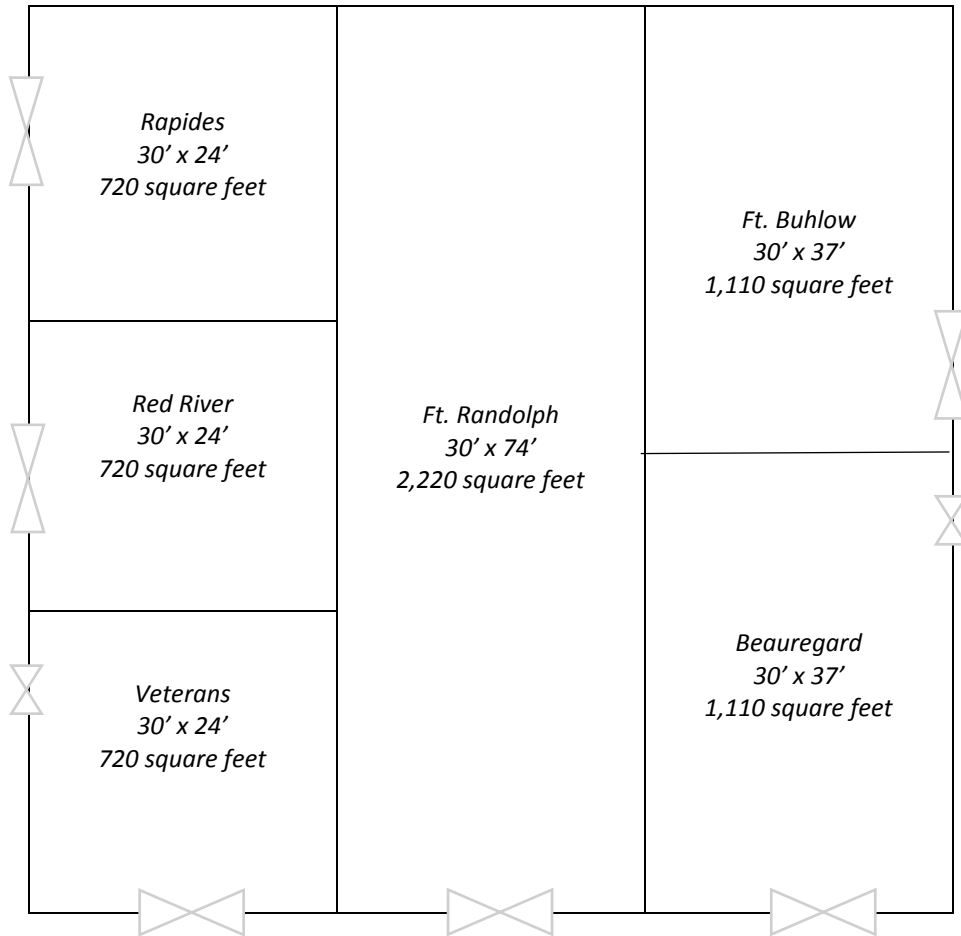 Rapides
30’ x 24’
720 square feet
Red River
30’ x 24’
720 square feet
Veterans
30’ x 24’
720 square feet
Ft. Randolph
30’ x 74’
2,220 square feet
Ft. Buhlow
30’ x 37’
1,110 square feet
Beauregard
30’ x 37’
1,110 square feet